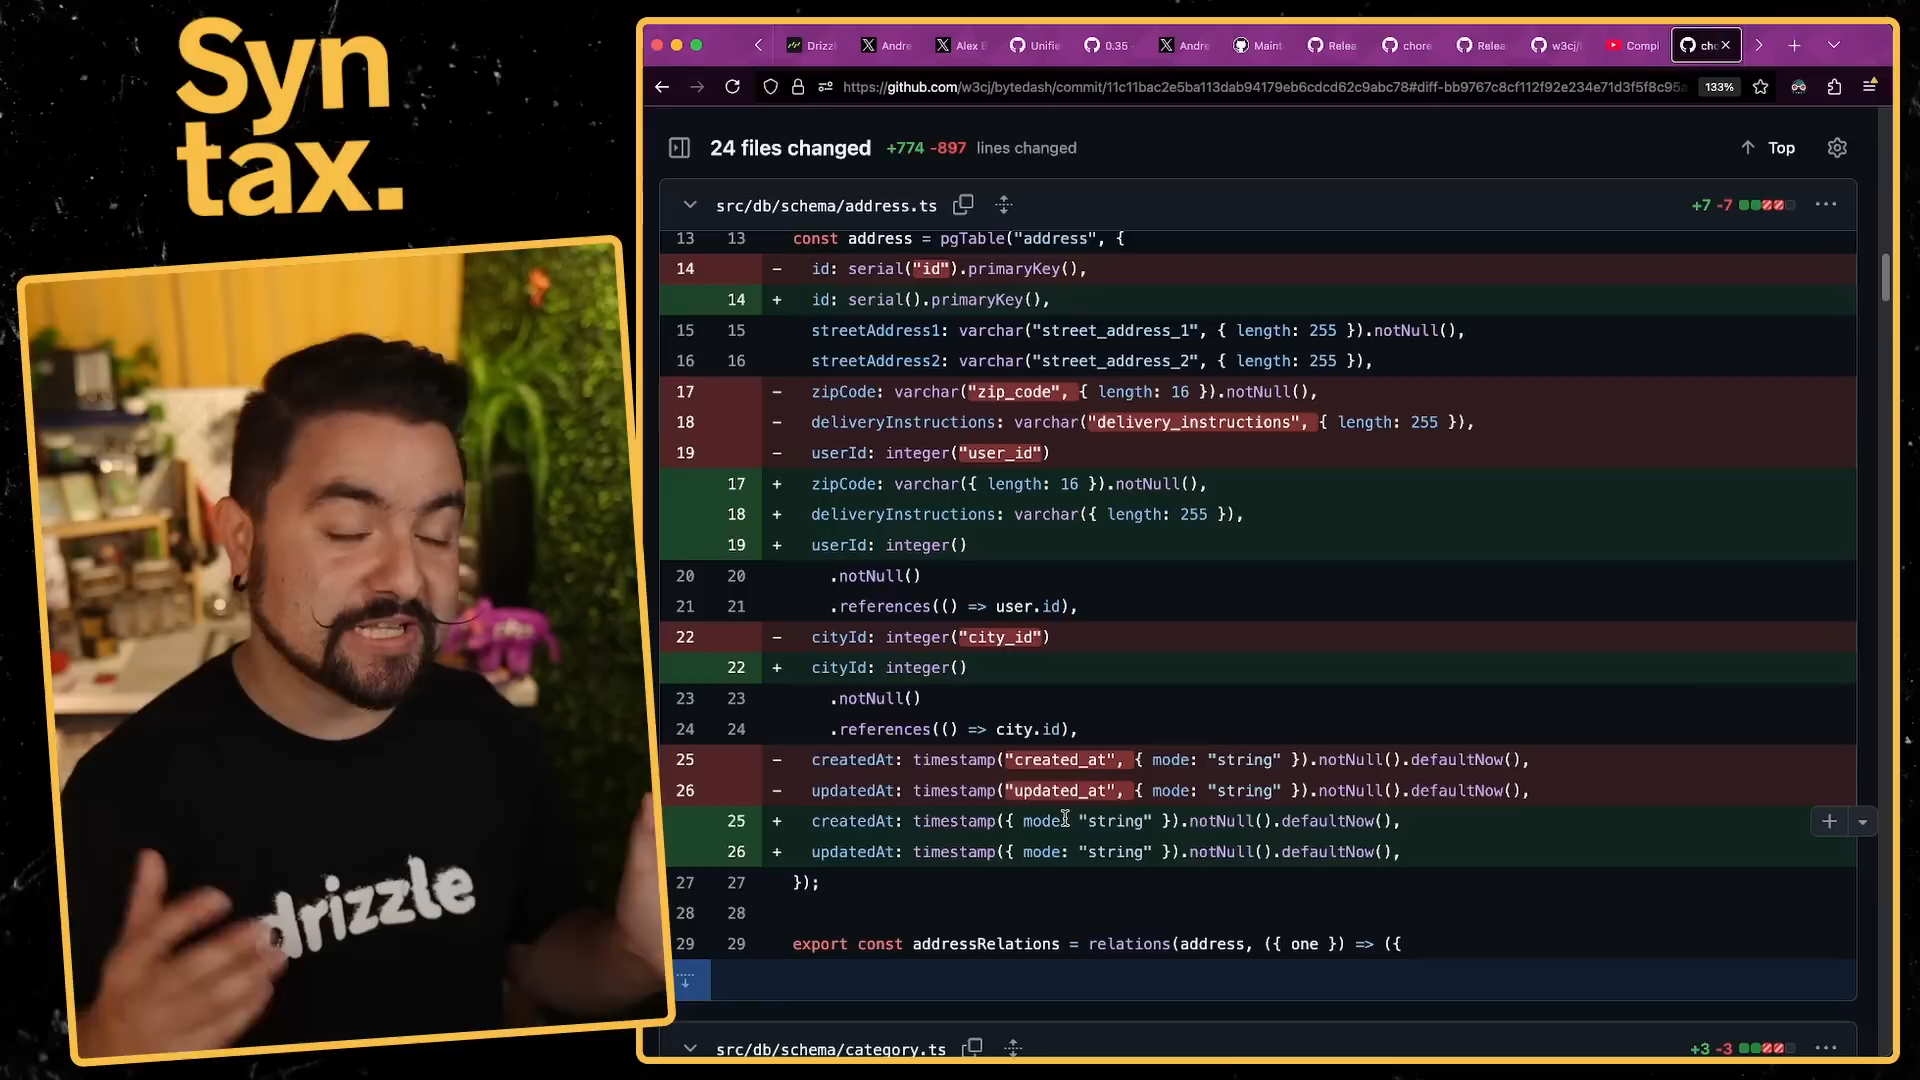 Syn
tax.
drizzle
Drizzl
Andre
Alex E
Unifie
0.35
Andre
Maint
Relea
chore
Relea
w3cj/
Compl
ch
https://github.com/w3cj/bytedash/commit/11c11bac2e5ba113dab94179eb6cdcd62c9abc78#diff-bb9767c8cf112f92e234e71d3f5f8c95a
133%
24 files changed +774 -897 lines changed
Top
src/db/schema/address.ts
+7 -7
13 13 const address = pgTable("address", {
14 - id: serial("id").primaryKey(),
14 + id: serial().primaryKey(),
15 15 streetAddress1: varchar("street_address_1", { length: 255 }).notNull(),
16 16 streetAddress2: varchar("street_address_2", { length: 255 }),
17 - zipCode: varchar("zip_code", { length: 16 }).notNull(),
18 - deliveryInstructions: varchar("delivery_instructions", { length: 255 }),
19 - userId: integer("user_id")
17 + zipCode: varchar({ length: 16 }).notNull(),
18 + deliveryInstructions: varchar({ length: 255 }),
19 + userId: integer()
20 20 .notNull()
21 21 .references(() => user.id),
22 - cityId: integer("city_id")
22 + cityId: integer()
23 23 .notNull()
24 24 .references(() => city.id),
25 - createdAt: timestamp("created_at", { mode: "string" }).notNull().defaultNow(),
26 - updatedAt: timestamp("updated_at", { mode: "string" }).notNull().defaultNow(),
25 + createdAt: timestamp({ mode: "string" }).notNull().defaultNow(),
26 + updatedAt: timestamp({ mode: "string" }).notNull().defaultNow(),
27 27 });
28 28
29 29 export const addressRelations = relations(address, ({ one }) => ({
src/db/schema/category.ts
+3 -3